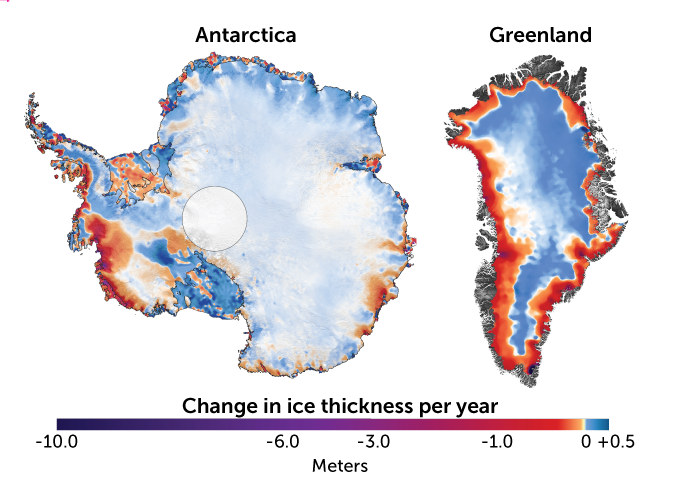 Antarctica
Greenland
Change in ice thickness per year
-10.0 -6.0 -3.0 -1.0 0 +0.5
Meters